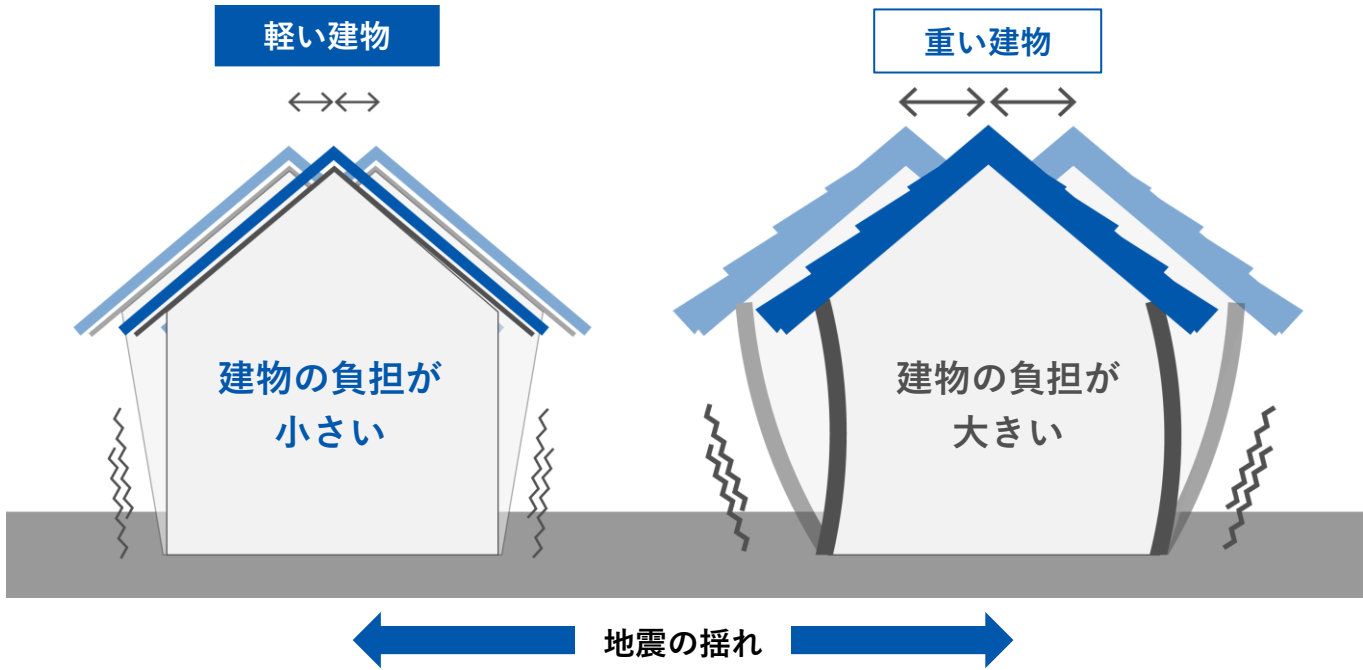 軽い建物
重い建物
建物の負担が
小さい
建物の負担が
大きい
地震の揺れ